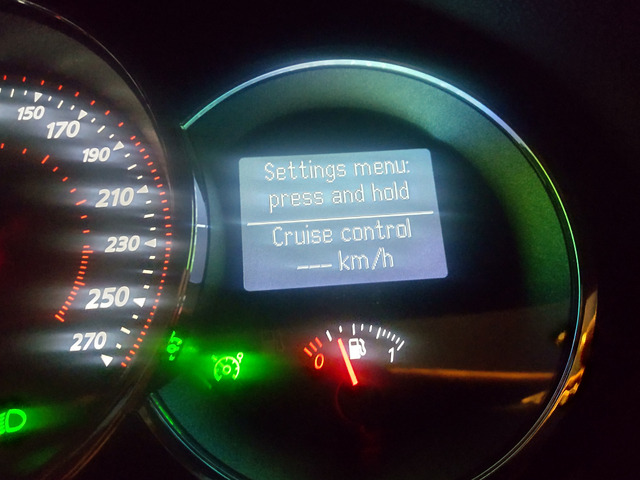 150
170
190
210
230
250
270
Settings menu:
press and hold
Cruise control
--- km/h
0
1